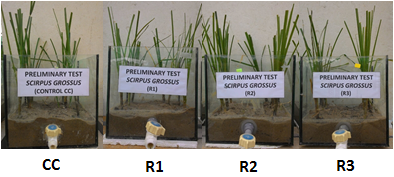 PRELIMINARY TEST
SCIRPUS GROSSUS
(CONTROL CC)
PRELIMINARY TEST
SCIRPUS GROSSUS
(R1)
PRELIMINARY TEST
SCIRPUS GROSSUS
(R2)
PRELIMINARY TEST
SCIRPUS GROSSUS
(R3)
CC
R1
R2
R3